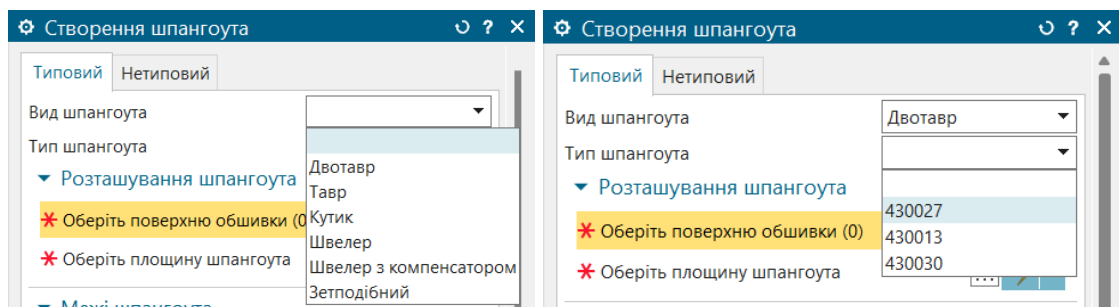 Створення шпангоута
Типовий Нетиповий
Вид шпангоута
Тип шпангоута
Двотавр
Тавр
Кутик
Швелер
Швелер з компенсатором
Зетподібний
Розташування шпангоута
Оберіть поверхню обшивки (0
Оберіть площину шпангоута
Межі шпангоута
Створення шпангоута
Типовий Нетиповий
Вид шпангоута Двотавр
Тип шпангоута
430027
430013
430030
Розташування шпангоута
Оберіть поверхню обшивки (0)
Оберіть площину шпангоута